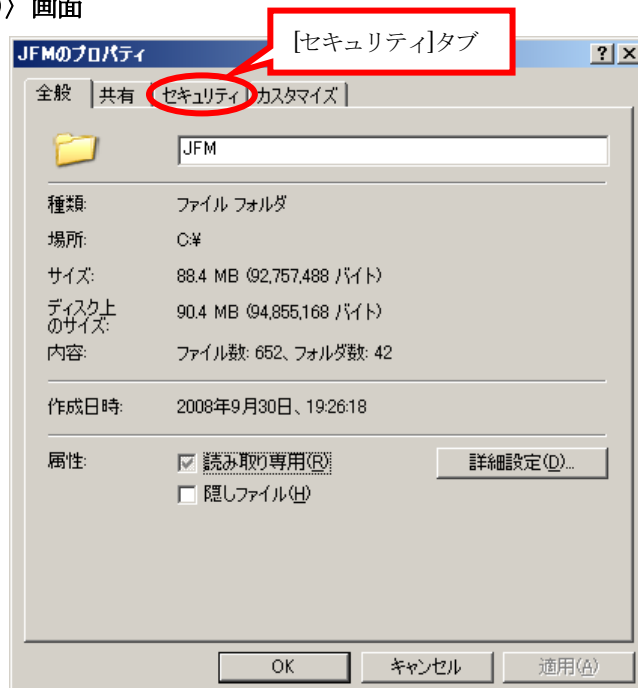 〉画面
[セキュリティ]タブ
JFMのプロパティ
全般 共有 セキュリティ カスタマイズ
JFM
種類: ファイル フォルダ
場所: C:¥
サイズ: 88.4 MB (92,757,488 バイト)
ディスク上
のサイズ: 90.4 MB (94,855,168 バイト)
内容: ファイル数: 652、フォルダ数: 42
作成日時: 2008年9月30日、19:26:18
属性: 読み取り専用(R) 詳細設定(D)...
隠しファイル(H)
OK キャンセル 適用(A)